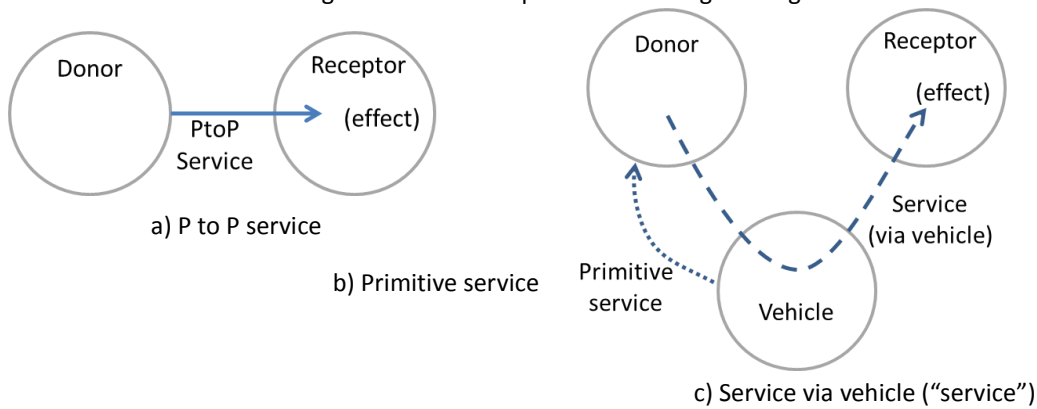 Donor
Receptor
(effect)
PtoP
Service
a) P to P service
b) Primitive service
Donor
Receptor
(effect)
Service
(via vehicle)
Primitive
service
Vehicle
c) Service via vehicle (“service”)